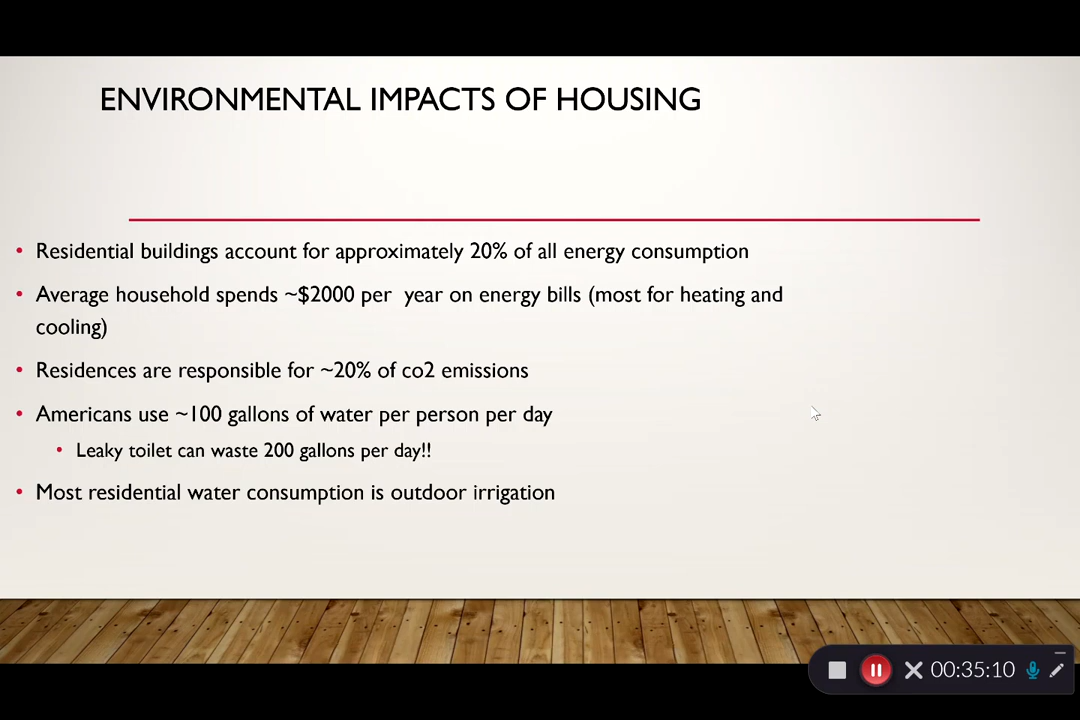 ENVIRONMENTAL IMPACTS OF HOUSING
• Residential buildings account for approximately 20% of all energy consumption
• Average household spends ~$2000 per  year on energy bills (most for heating and
cooling)
• Residences are responsible for ~20% of co2 emissions
• Americans use ~100 gallons of water per person per day
• Leaky toilet can waste 200 gallons per day!!
• Most residential water consumption is outdoor irrigation
00:35:10